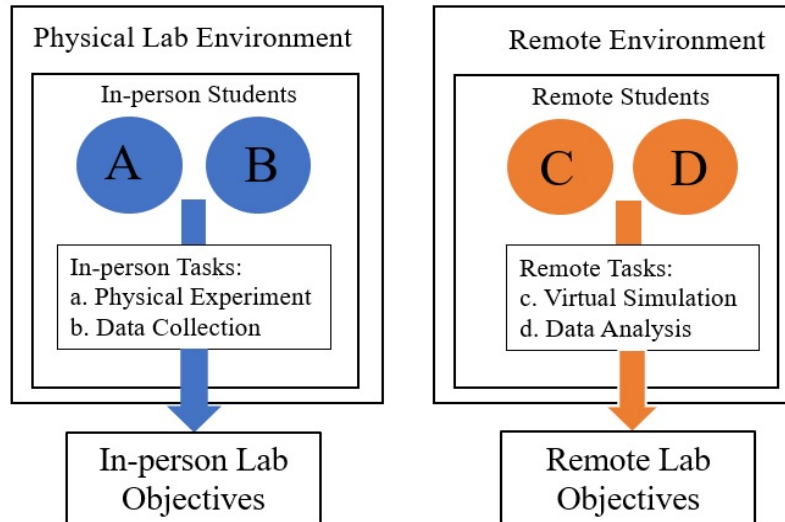 Physical Lab Environment
In-person Students
A
B
In-person Tasks:
a. Physical Experiment
b. Data Collection
In-person Lab
Objectives
Remote Environment
Remote Students
C
D
Remote Tasks:
c. Virtual Simulation
d. Data Analysis
Remote Lab
Objectives